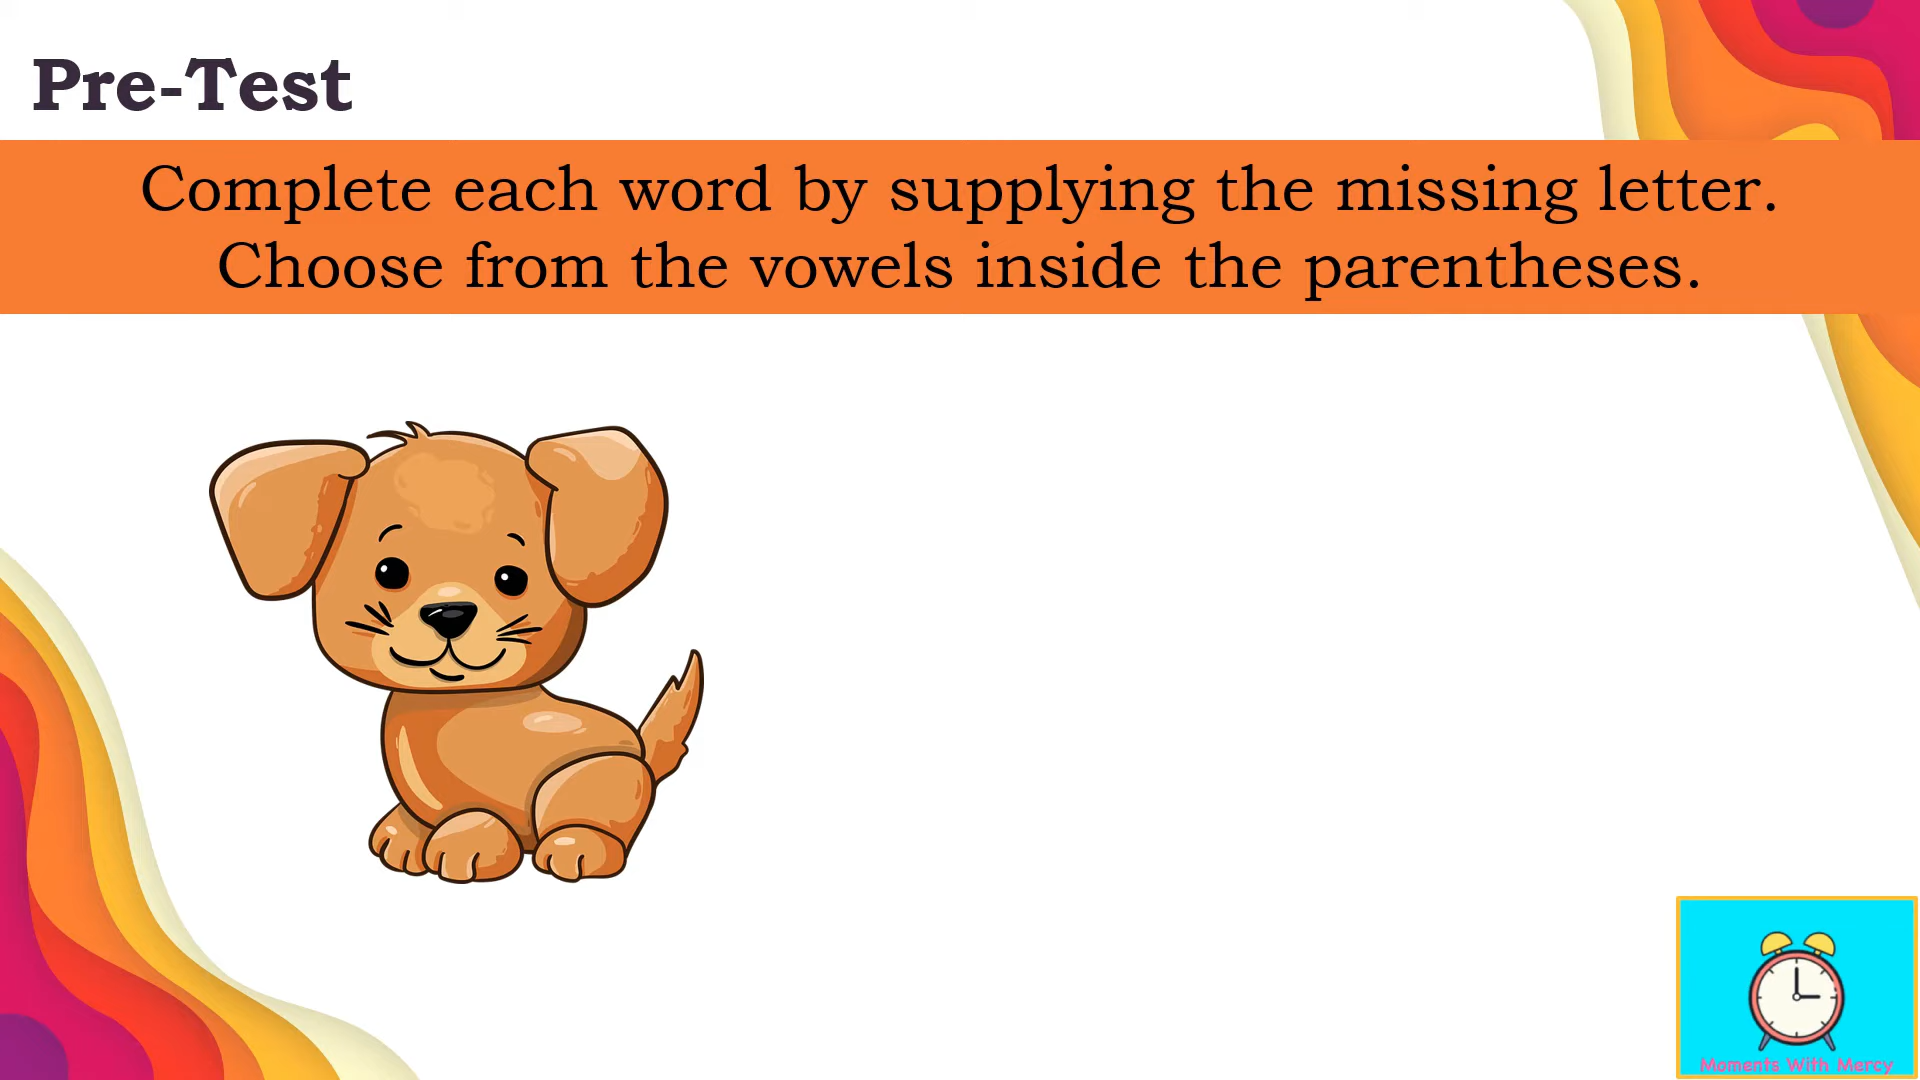 Pre-Test
Complete each word by supplying the missing letter.
Choose from the vowels inside the parentheses.
Moments With Mercy